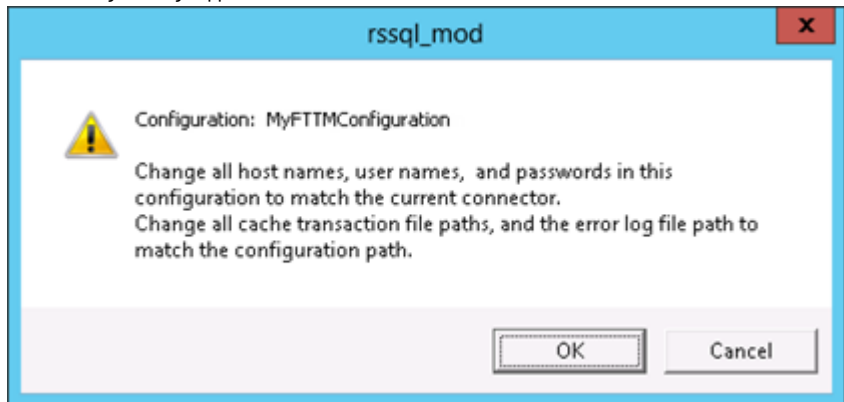 rssql_mod
x
Configuration: MyFTTMConfiguration
Change all host names, user names, and passwords in this
configuration to match the current connector.
Change all cache transaction file paths, and the error log file path to
match the configuration path.
OK
Cancel